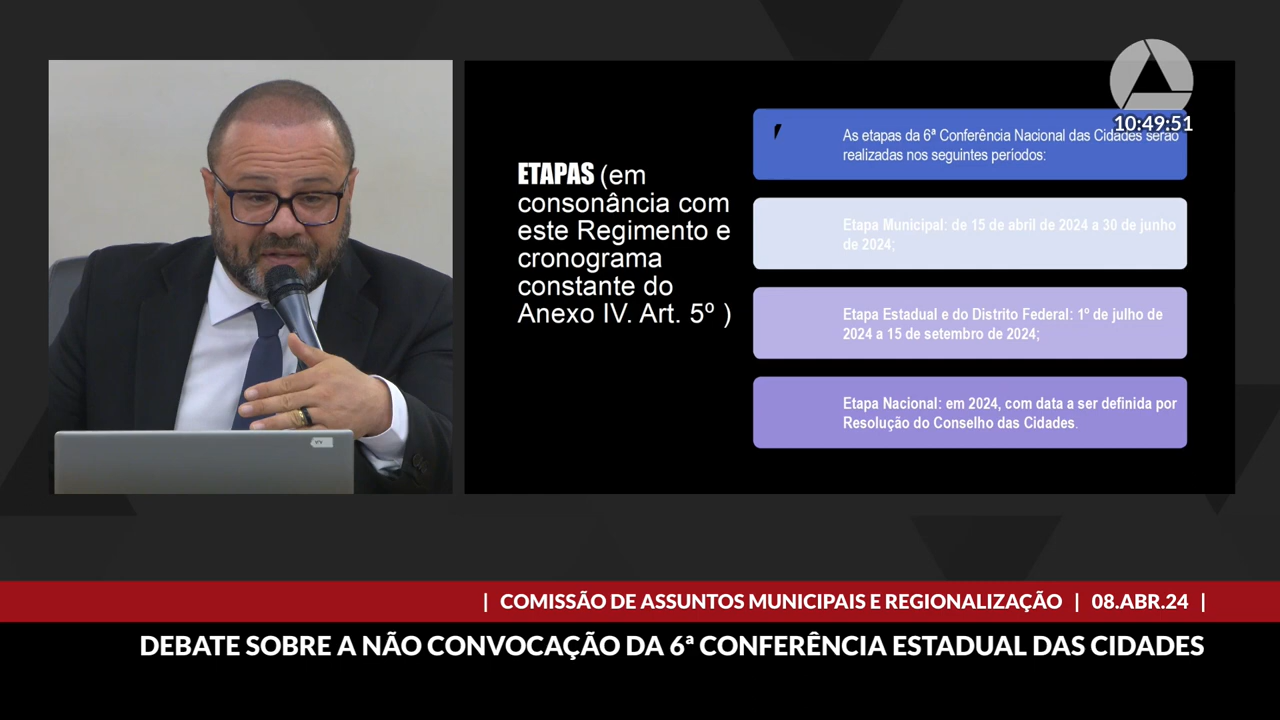 10:49:51
ETAPAS (em
consonância com
este Regimento e
cronograma
constante do
Anexo IV. Art. 5º )
As etapas da 6ª Conferência Nacional das Cidades serão
realizadas nos seguintes periodos:
Etapa Municipal: de 15 de abril de 2024 a 30 de junho
de 2024;
Etapa Estadual e do Distrito Federal: 1º de julho de
2024 a 15 de setembro de 2024;
Etapa Nacional: em 2024, com data a ser definida por
Resolução do Conselho das Cidades.
| COMISSÃO DE ASSUNTOS MUNICIPAIS E REGIONALIZAÇÃO | 08.ABR.24 |
DEBATE SOBRE A NÃO CONVOCAÇÃO DA 6ª CONFERÊNCIA ESTADUAL DAS CIDADES